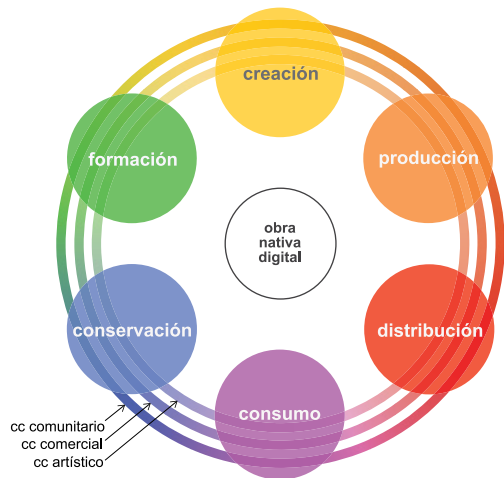 creación
formación
producción
obra
nativa
digital
conservación
distribución
consumo
cc comunitario
cc comercial
cc artístico